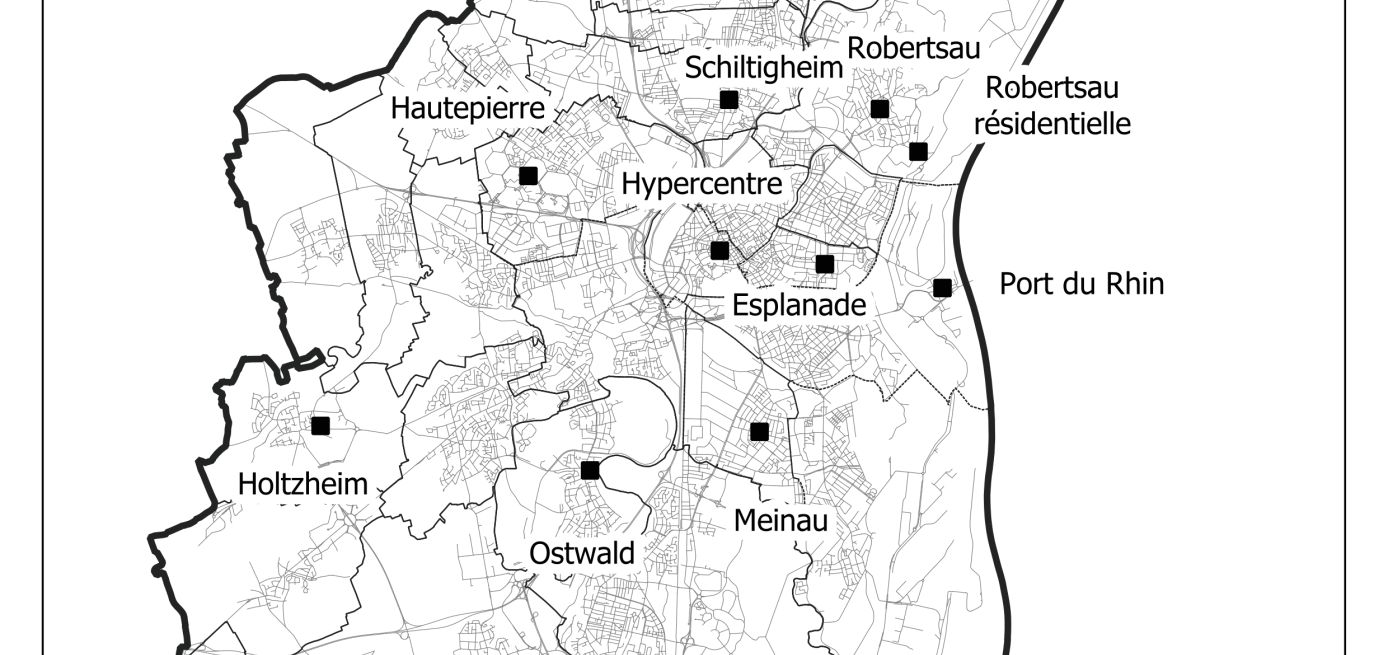 Robertsau
Schiltigheim
Robertsau
résidentielle
Hautepierre
Hypercentre
Port du Rhin
Esplanade
Holtzheim
Meinau
Ostwald